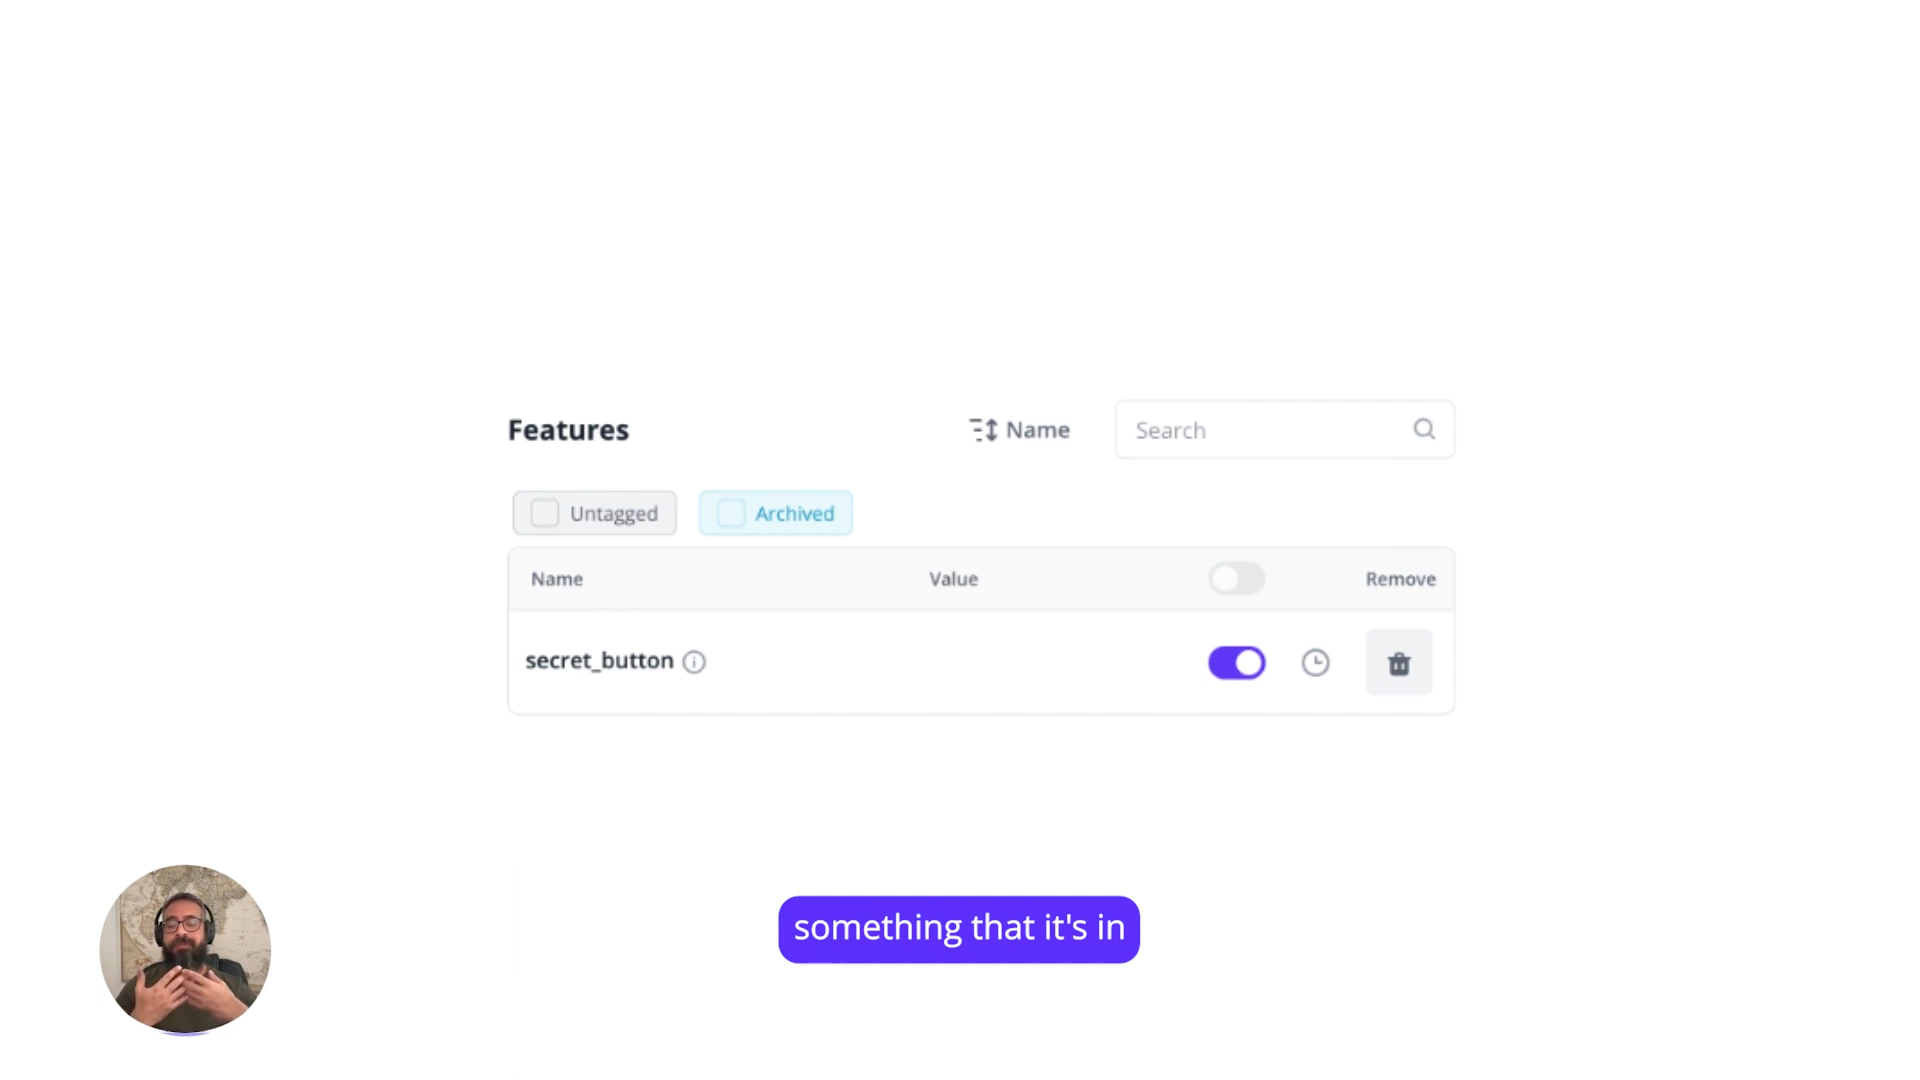 Features
Name
Search
Untagged
Archived
Name Value Remove
secret_button
something that it's in